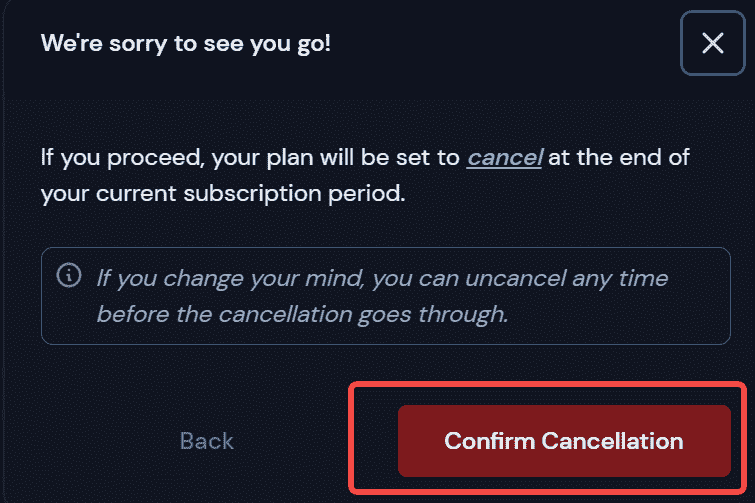 We're sorry to see you go!
If you proceed, your plan will be set to cancel at the end of
your current subscription period.
If you change your mind, you can uncancel any time
before the cancellation goes through.
Back
Confirm Cancellation